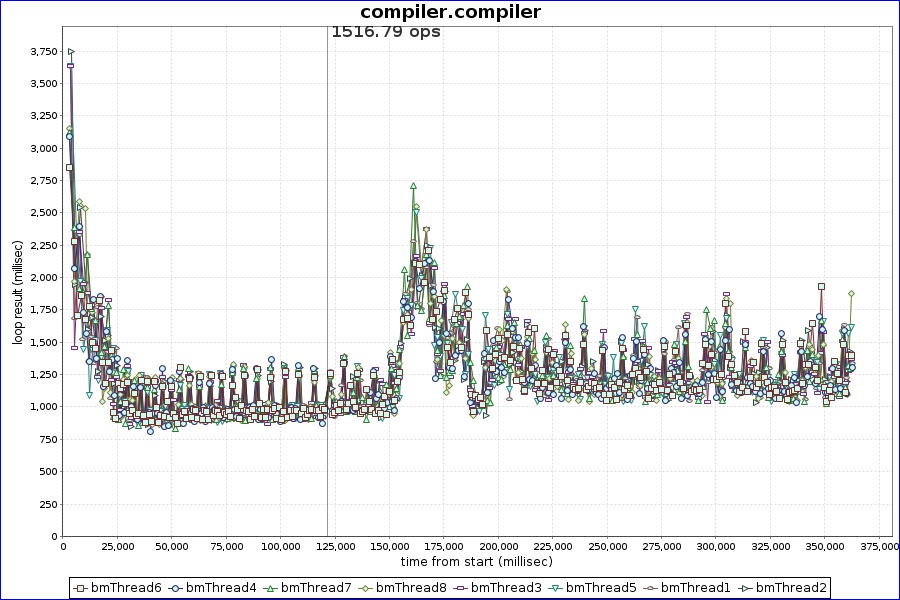 compiler.compiler
1516.79 ops
3,750
3,500
3,250
3,000
2,750
2,500
2,250
2,000
1,750
1,500
1,250
1,000
750
500
250
0
loop result (millisec)
0 25,000 50,000 75,000 100,000 125,000 150,000 175,000 200,000 225,000 250,000 275,000 300,000 325,000 350,000 375,000
time from start (millisec)
bmThread6 bmThread4 bmThread7 bmThread8 bmThread3 bmThread5 bmThread1 bmThread2